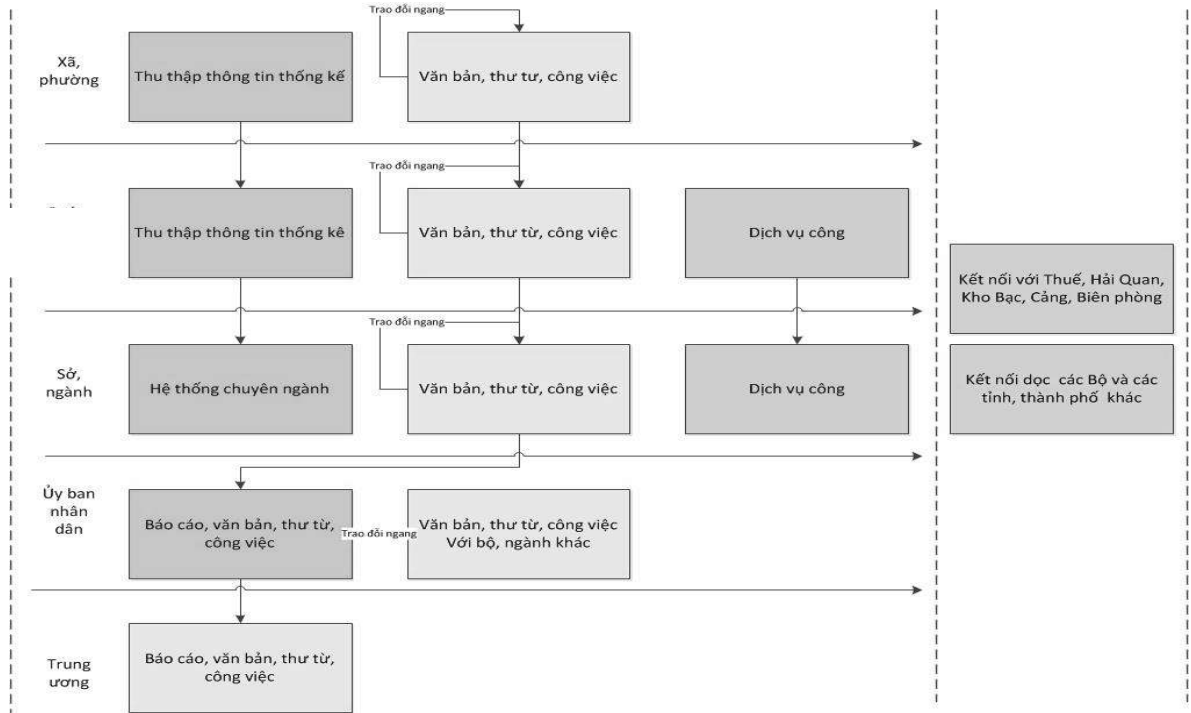 Trao đổi ngang
Xã,
phường
Thu thập thông tin thống kế
Văn bản, thư tư, công việc
Trao đổi ngang
Thu thập thông tin thống kê
Văn bản, thư từ, công việc
Dịch vụ công
Kết nối với Thuế, Hải Quan,
Kho Bạc, Cảng, Biên phòng
Trao đổi ngang
Sở,
ngành
Hệ thống chuyên ngành
Văn bản, thư từ, công việc
Dịch vụ công
Kết nối dọc các Bộ và các
tỉnh, thành phố khác
Ủy ban
nhân
dân
Báo cáo, văn bản, thư từ,
công việc
Trao đổi ngang
Văn bản, thư từ, công việc
Với bộ, ngành khác
Trung
ương
Báo cáo, văn bản, thư từ,
công việc